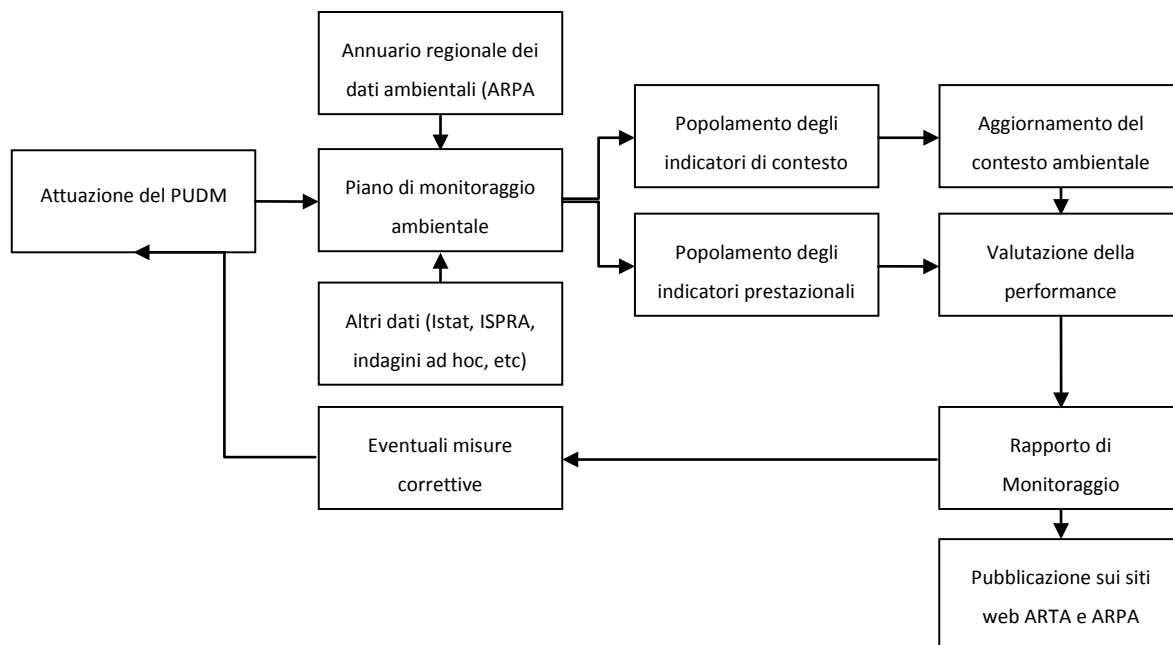 Annuario regionale dei
dati ambientali (ARPA
Attuazione del PUDM
Piano di monitoraggio
ambientale
Altri dati (Istat, ISPRA,
indagini ad hoc, etc)
Popolamento degli
indicatori di contesto
Aggiornamento del
contesto ambientale
Popolamento degli
indicatori prestazionali
Valutazione della
performance
Eventuali misure
correttive
Rapporto di
Monitoraggio
Pubblicazione sui siti
web ARTA e ARPA